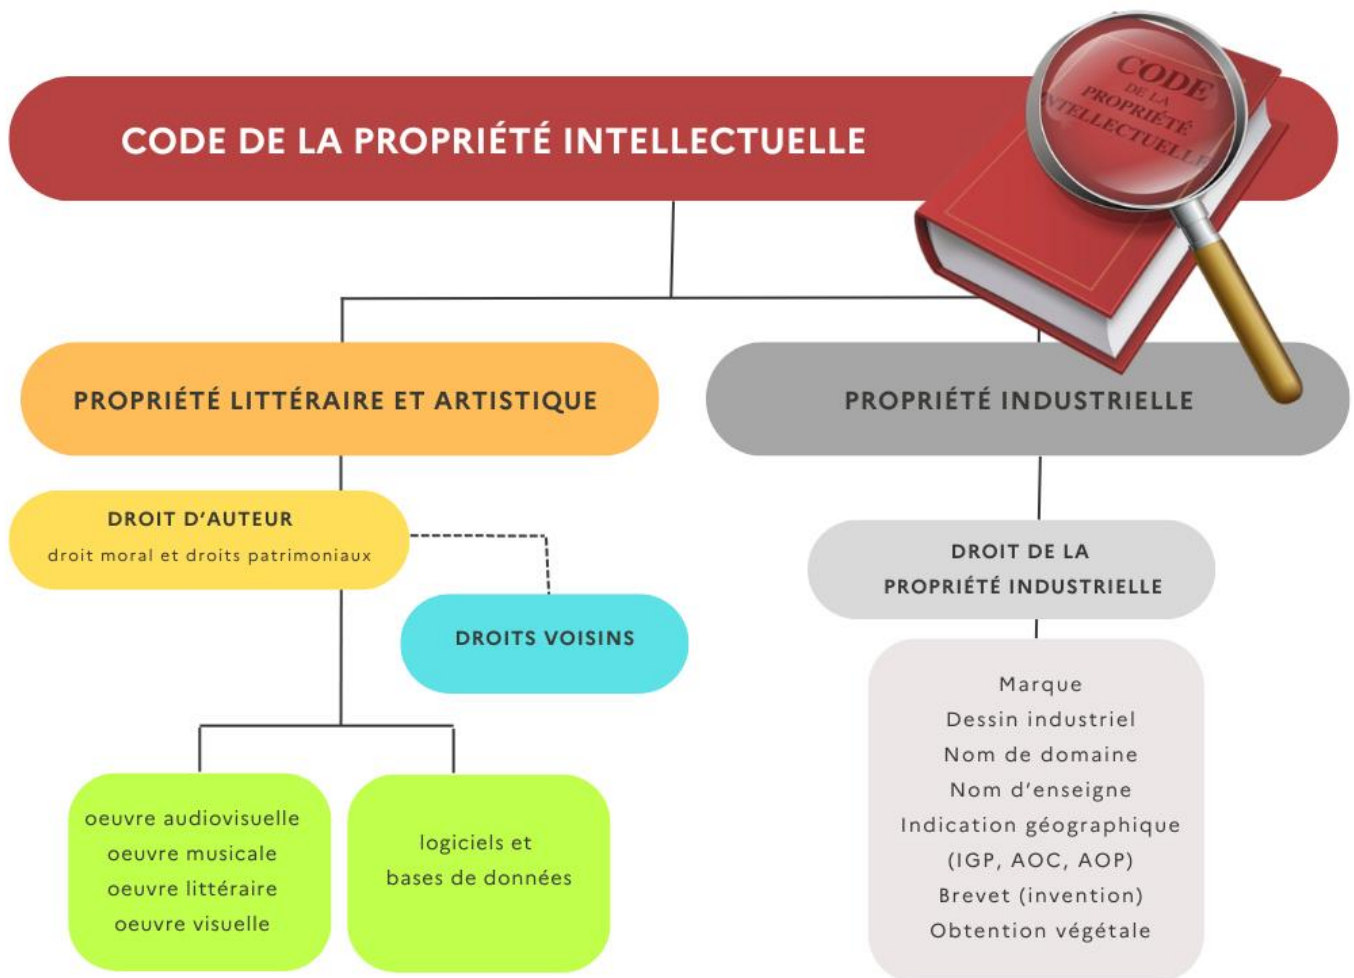 CODE DE LA PROPRIÉTÉ INTELLECTUELLE
CODE
DE LA
PROPRIÉTÉ
INTELLECTUELLE
PROPRIÉTÉ LITTÉRAIRE ET ARTISTIQUE
PROPRIÉTÉ INDUSTRIELLE
DROIT D’AUTEUR
droit moral et droits patrimoniaux
DROITS VOISINS
oeuvre audiovisuelle
oeuvre musicale
oeuvre littéraire
oeuvre visuelle
logiciels et
bases de données
DROIT DE LA
PROPRIÉTÉ INDUSTRIELLE
Marque
Dessin industriel
Nom de domaine
Nom d’enseigne
Indication géographique
(IGP, AOC, AOP)
Brevet (invention)
Obtention végétale